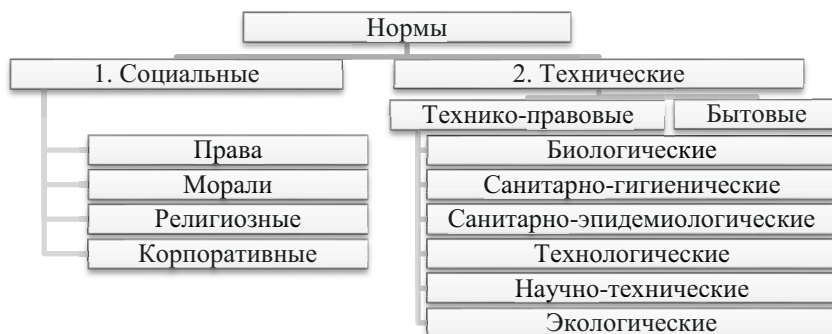 Нормы
1. Социальные
2. Технические
Технико-правовые
Бытовые
Права
Морали
Религиозные
Корпоративные
Биологические
Санитарно-гигиенические
Санитарно-эпидемиологические
Технологические
Научно-технические
Экологические